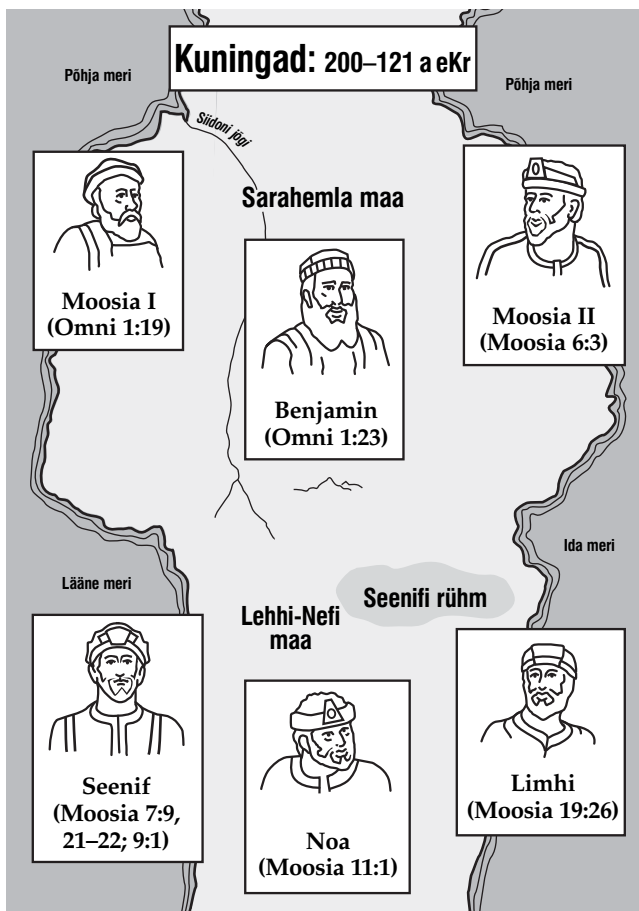 Kuningad: 200–121 a eKr
Põhja meri
Põhja meri
Siidoni jõgi
Sarahemla maa
Moosia I
(Omni 1:19)
Moosia II
(Moosia 6:3)
Benjamin
(Omni 1:23)
Ida meri
Lääne meri
Seenifi rühm
Lehhi-Nefi
maa
Seenif
(Moosia 7:9,
21–22; 9:1)
Noa
(Moosia 11:1)
Limhi
(Moosia 19:26)